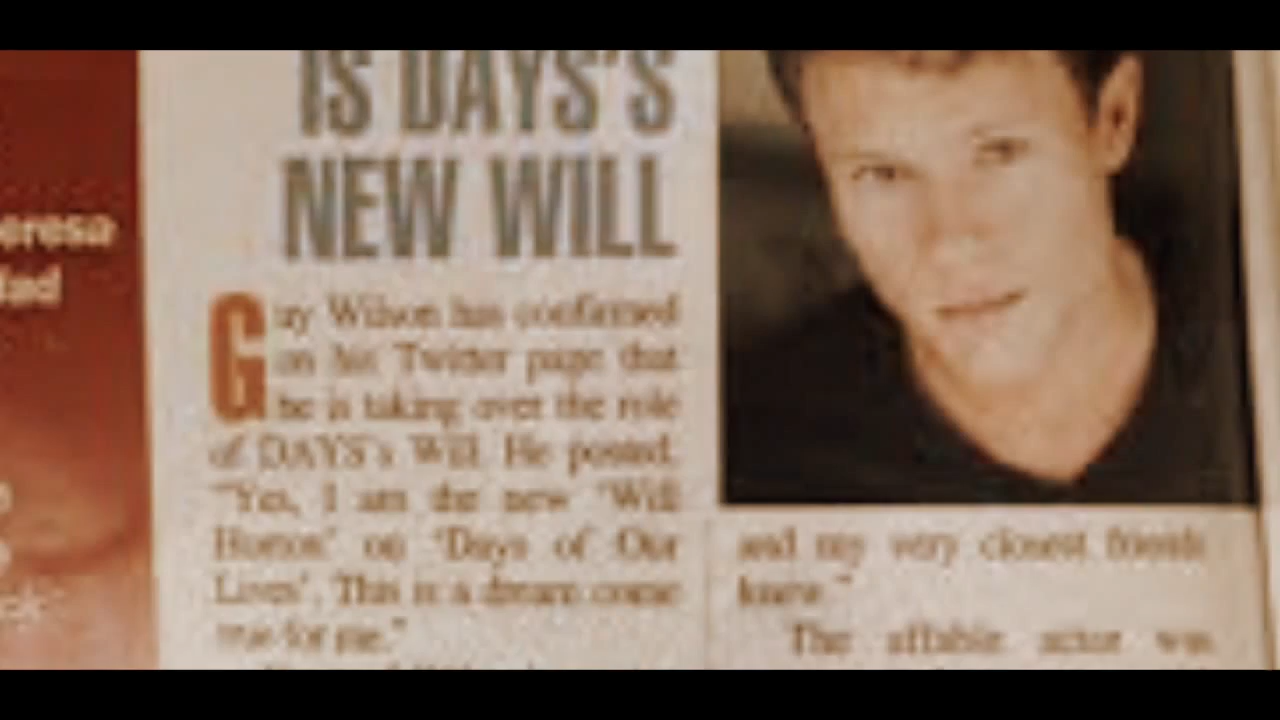 IS DAYS'S
NEW WILL
Guy Wilson has confirmed
on his Twitter page that
he is taking over the role
of DAYS's Will. He posted,
"Yes, I am the new 'Will
Horton' on 'Days of Our
Lives'. This is a dream come
true for me."
and my very closest friends
knew."
The affable actor was
eresa